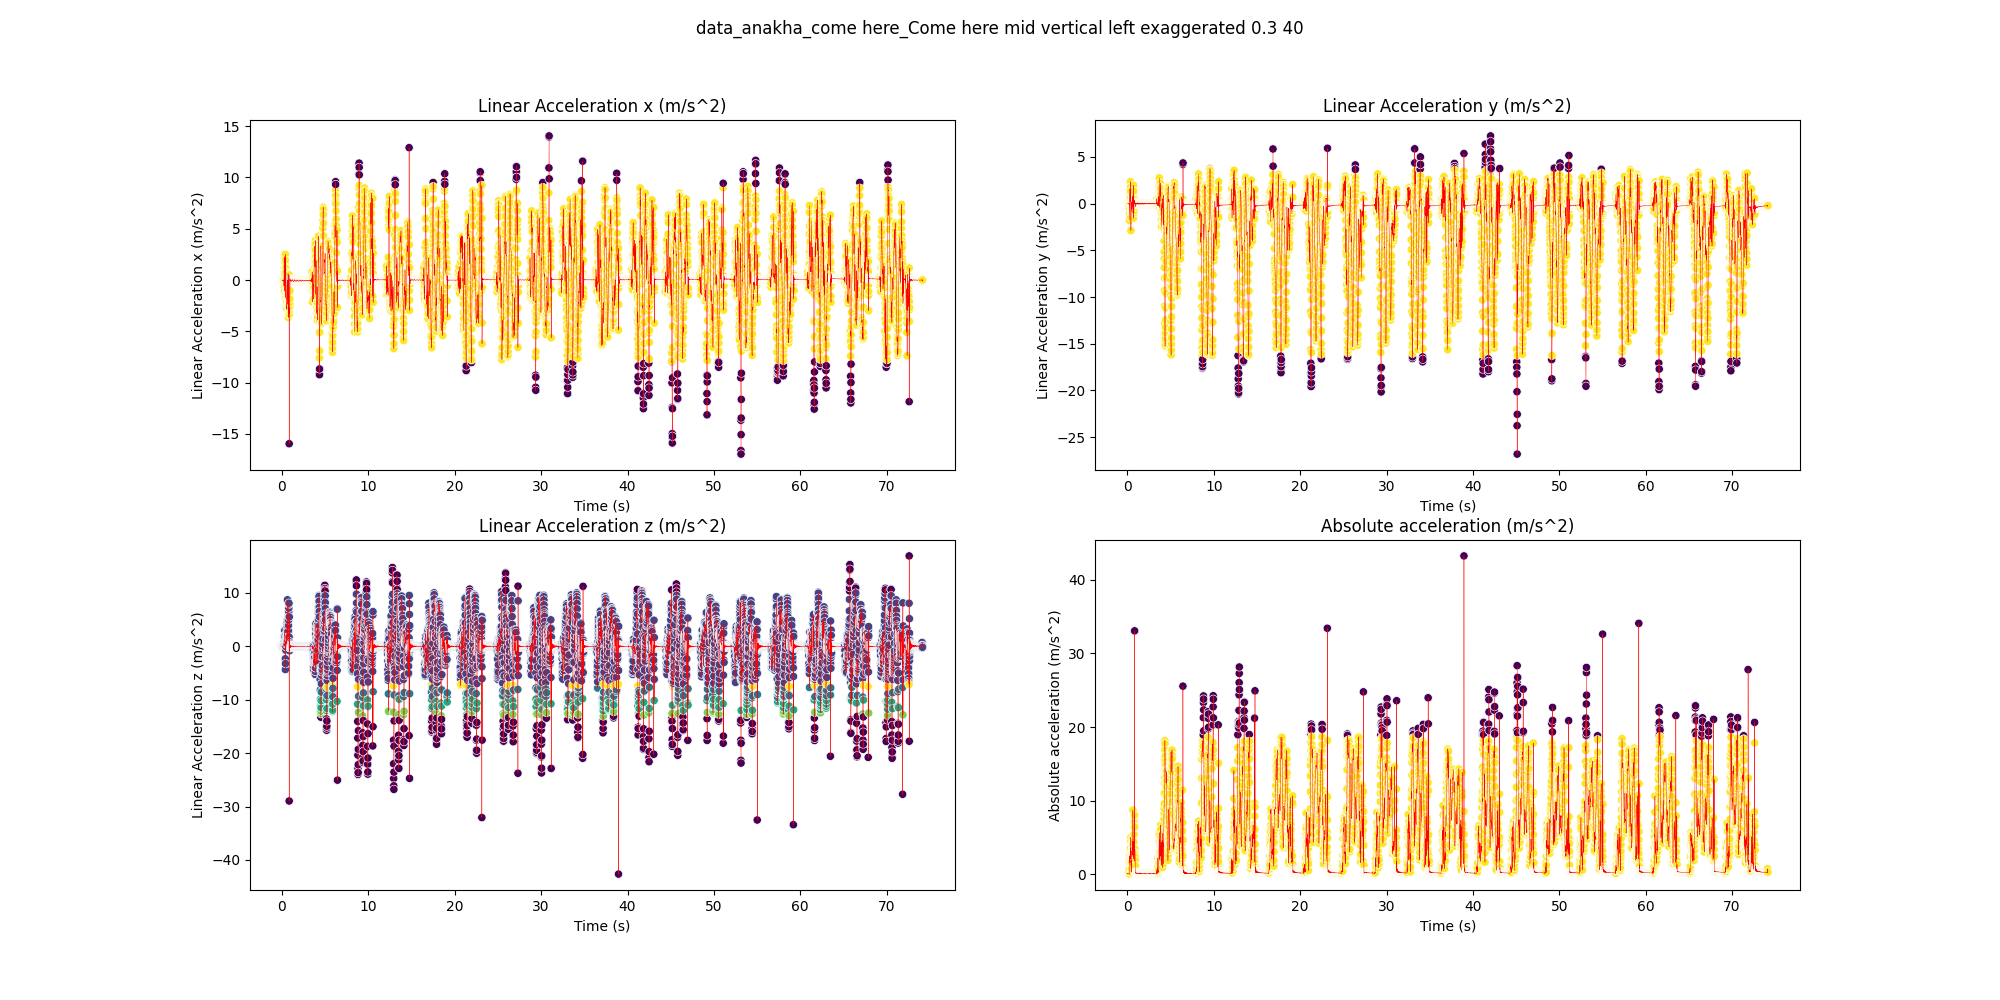 data_anakha_come here_Come here mid vertical left exaggerated 0.3 40
Linear Acceleration x (m/s^2)
Linear Acceleration x (m/s^2)
15
10
5
0
−5
−10
−15
0 10 20 30 40 50 60 70
Time (s)
Linear Acceleration y (m/s^2)
Linear Acceleration y (m/s^2)
5
0
−5
−10
−15
−20
−25
0 10 20 30 40 50 60 70
Time (s)
Linear Acceleration z (m/s^2)
Linear Acceleration z (m/s^2)
10
0
−10
−20
−30
−40
0 10 20 30 40 50 60 70
Time (s)
Absolute acceleration (m/s^2)
Absolute acceleration (m/s^2)
40
30
20
10
0
0 10 20 30 40 50 60 70
Time (s)